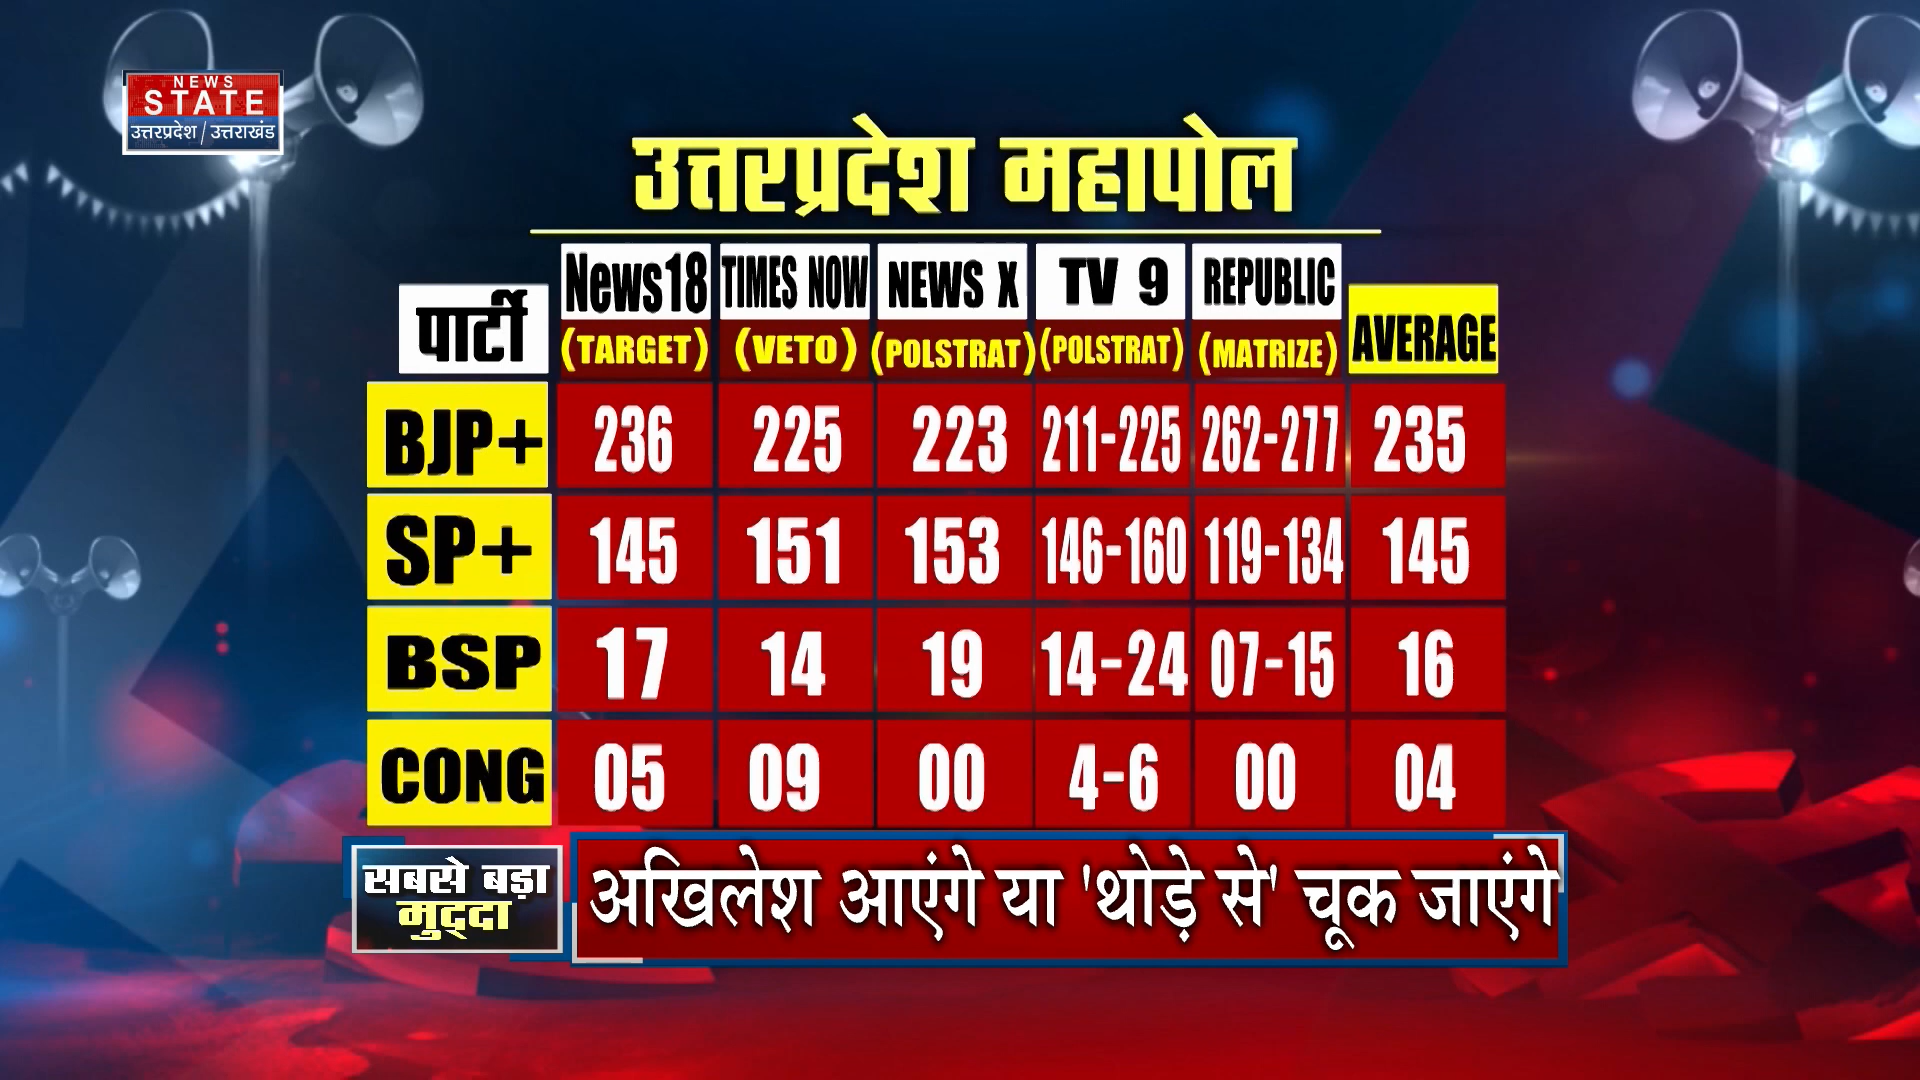 NEWS
STATE
उत्तरप्रदेश/उत्तराखंड
उत्तरप्रदेश महापोल
पार्टी News18 TIMES NOW NEWS X TV 9 REPUBLIC AVERAGE
(TARGET) (VETO) (POLSTRAT) (POLSTRAT) (MATRIZE)
BJP+ 236 225 223 211-225 262-277 235
SP+ 145 151 153 146-160 119-134 145
BSP 17 14 19 14-24 07-15 16
CONG 05 09 00 4-6 00 04
सबसे बड़ा
मुद्दा
अखिलेश आएंगे या 'थोड़े से' चूक जाएंगे